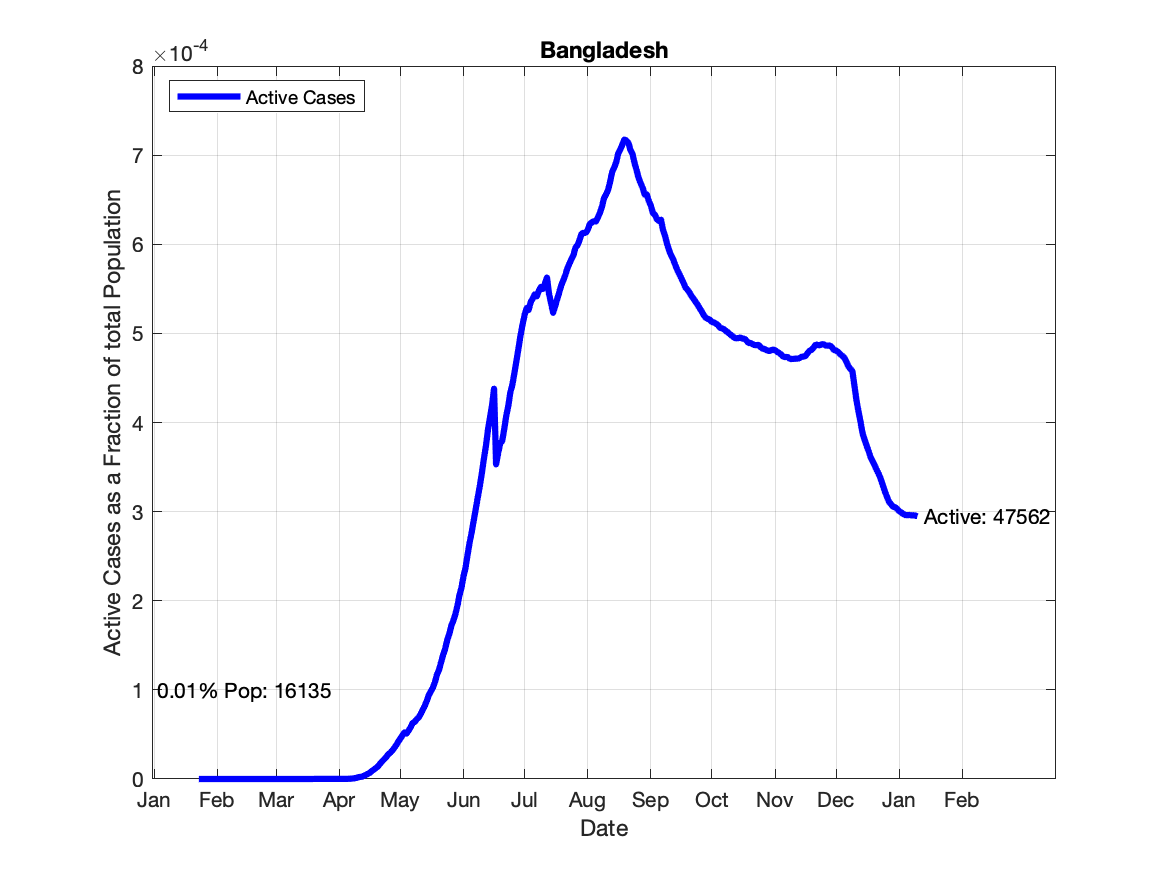 Bangladesh
×10-4
8
7
6
5
4
3
2
1
0
Active Cases
Active Cases as a Fraction of total Population
0.01% Pop: 16135
Active: 47562
Jan Feb Mar Apr May Jun Jul Aug Sep Oct Nov Dec Jan Feb
Date